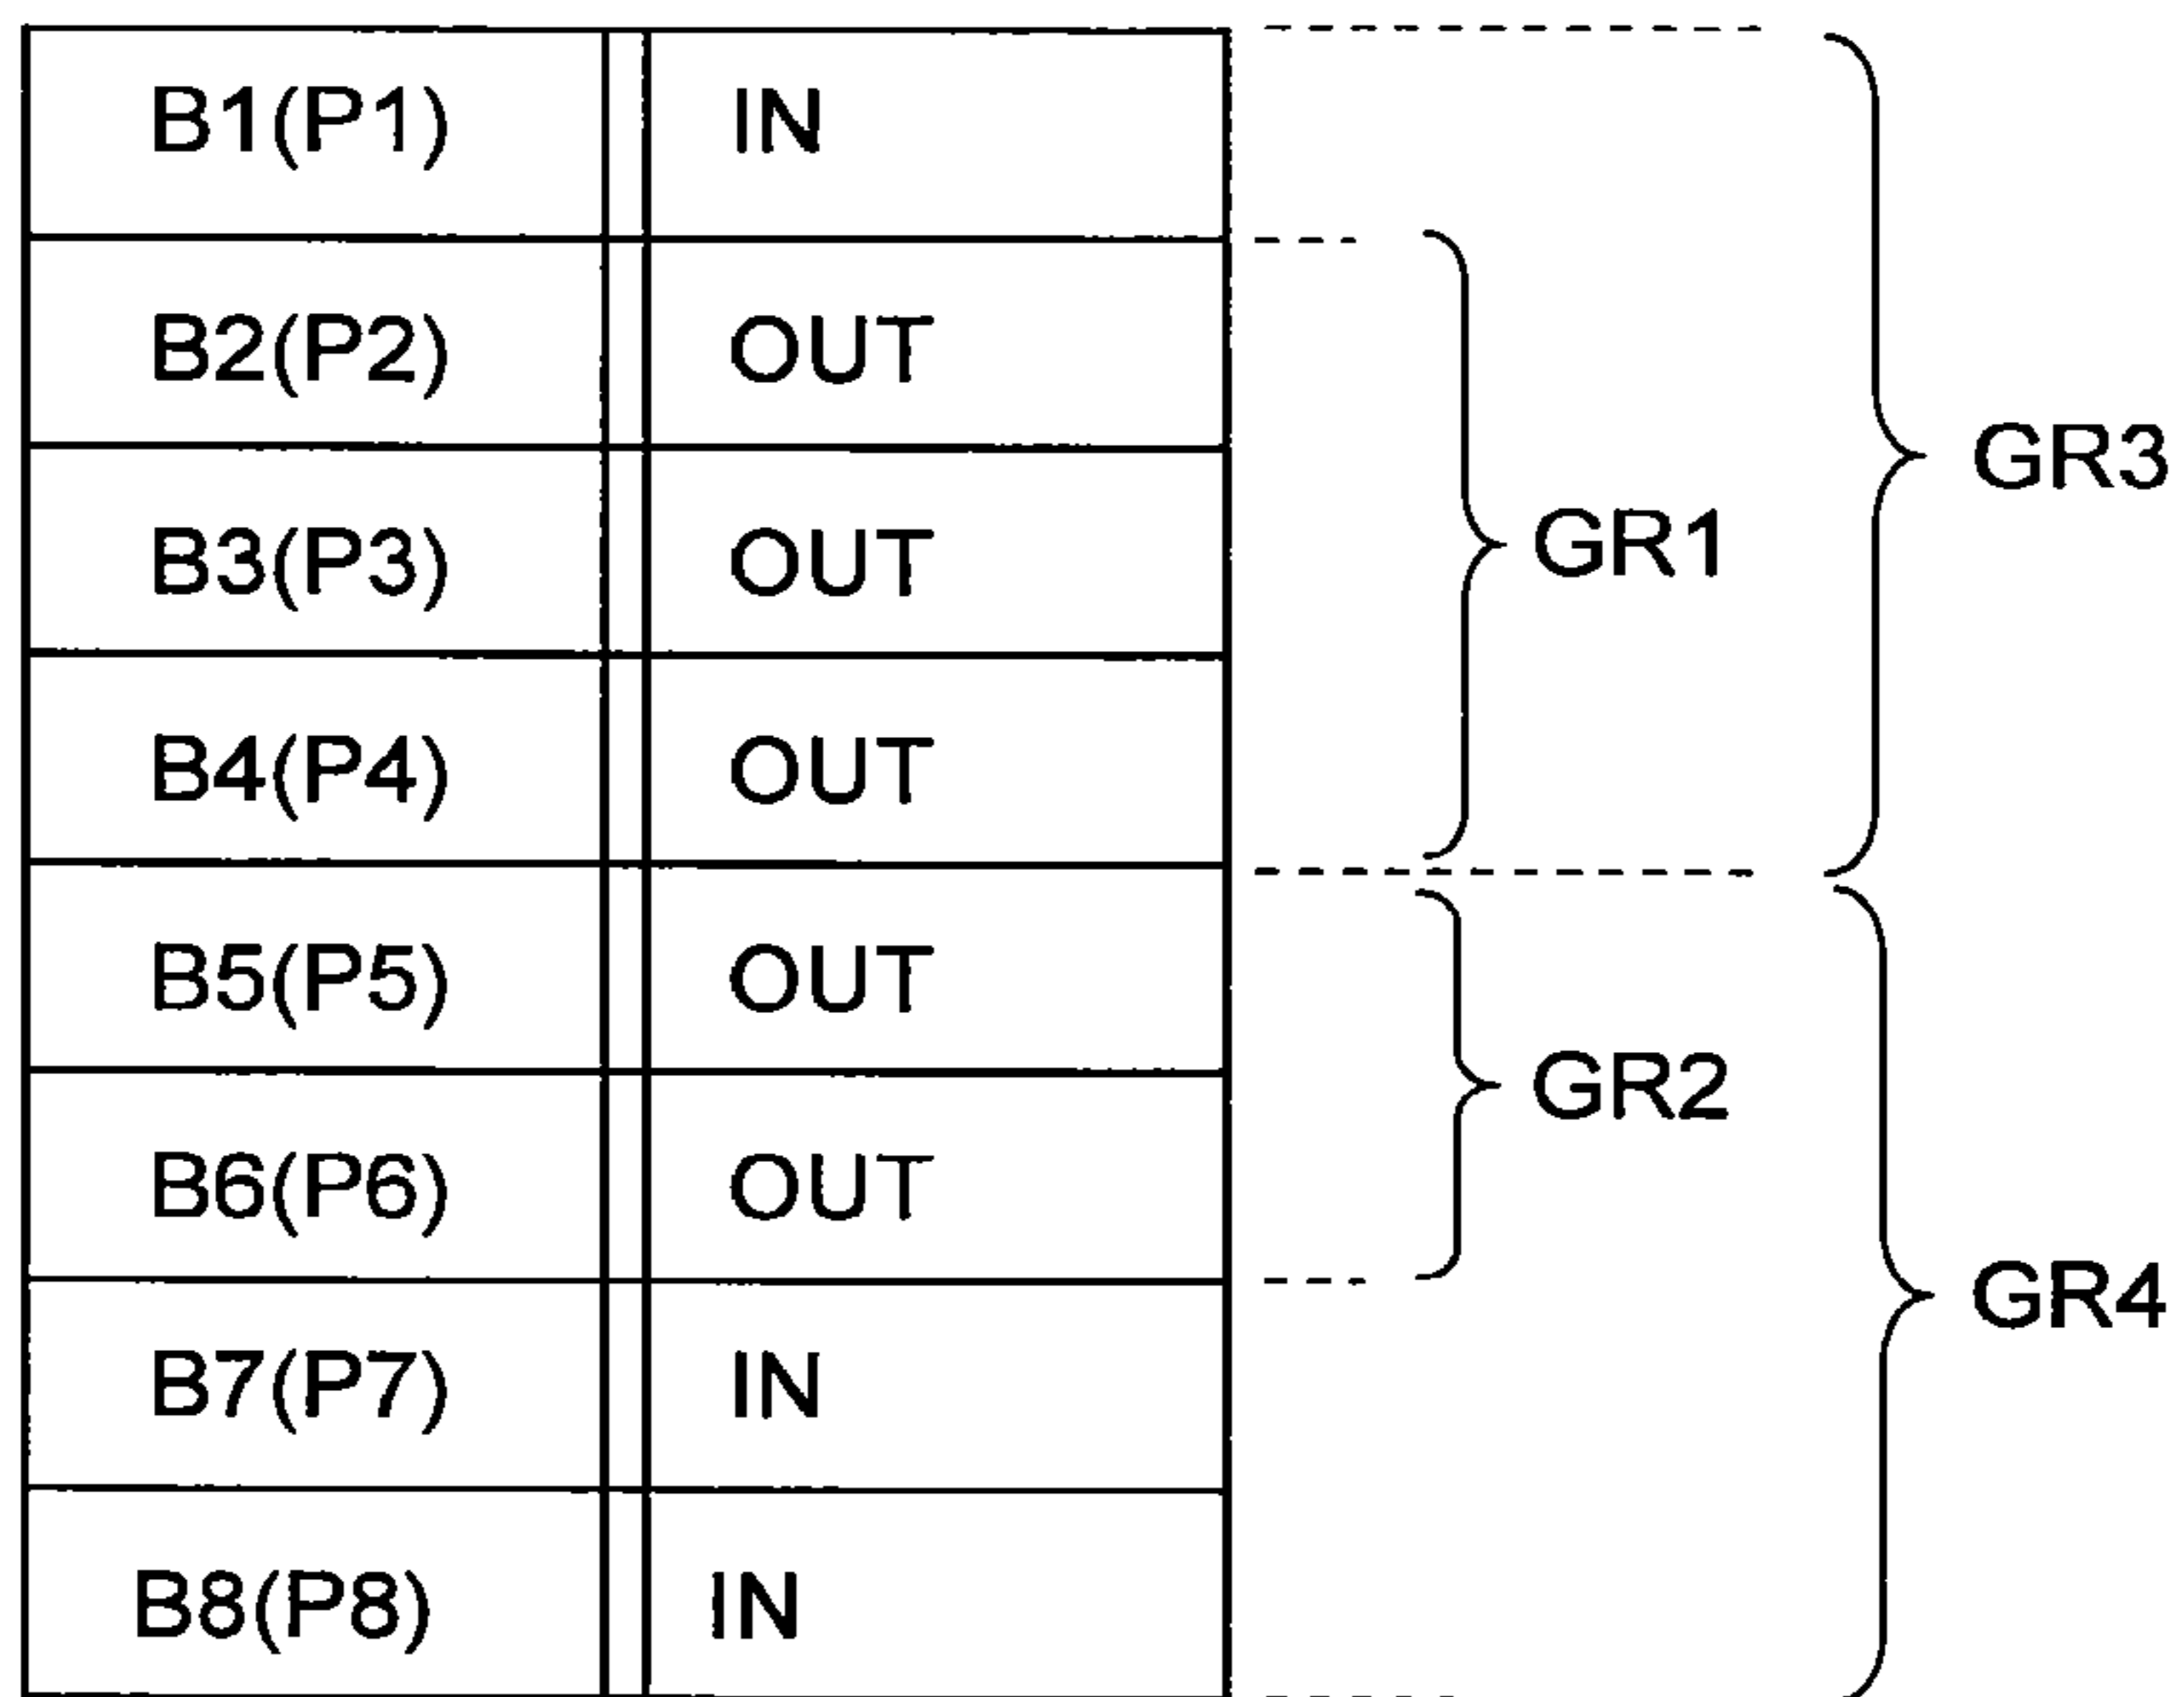 B1(P1) IN
B2(P2) OUT
GR3
B3(P3) OUT
GR1
B4(P4) OUT
B5(P5) OUT
GR2
B6(P6) OUT
GR4
B7(P7) IN
B8(P8) IN